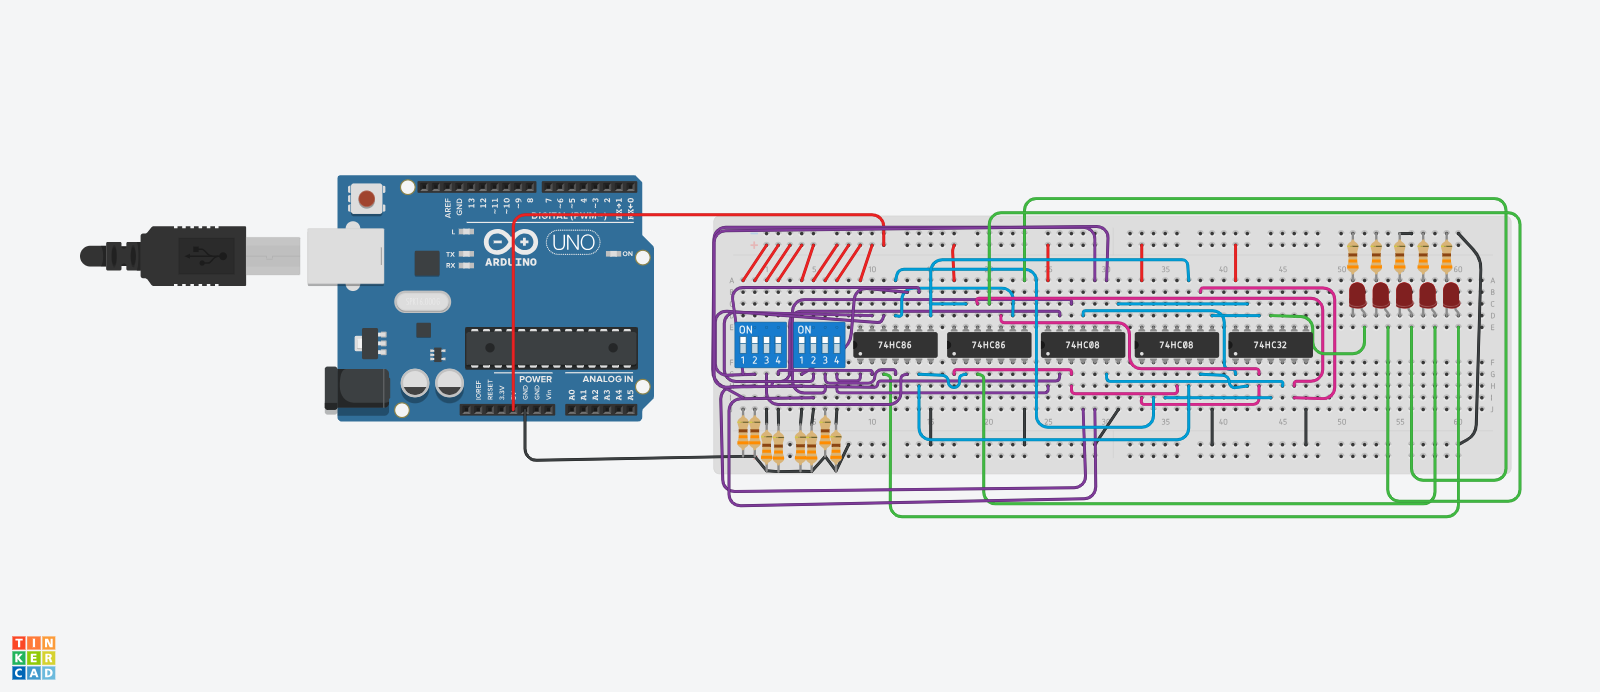 AREF
GND
13
12
~11
~10
~9
8
7
~6
~5
4
~3
2
TX→1
RX←0
DIGITAL (PWM~)
L
TX
RX
ARDUINO
UNO
ON
IOREF
RESET
3.3V
GND
GND
Vin
POWER
ANALOG IN
A0
A1
A2
A3
A4
A5
5
10
25
35
40
45
50
55
60
A
B
C
D
E
ON
1 2 3 4
ON
1 2 3 4
74HC86
74HC86
74HC08
74HC08
74HC32
F
G
H
I
J
10
35
40
45
50
55
60
TIN
KER
CAD